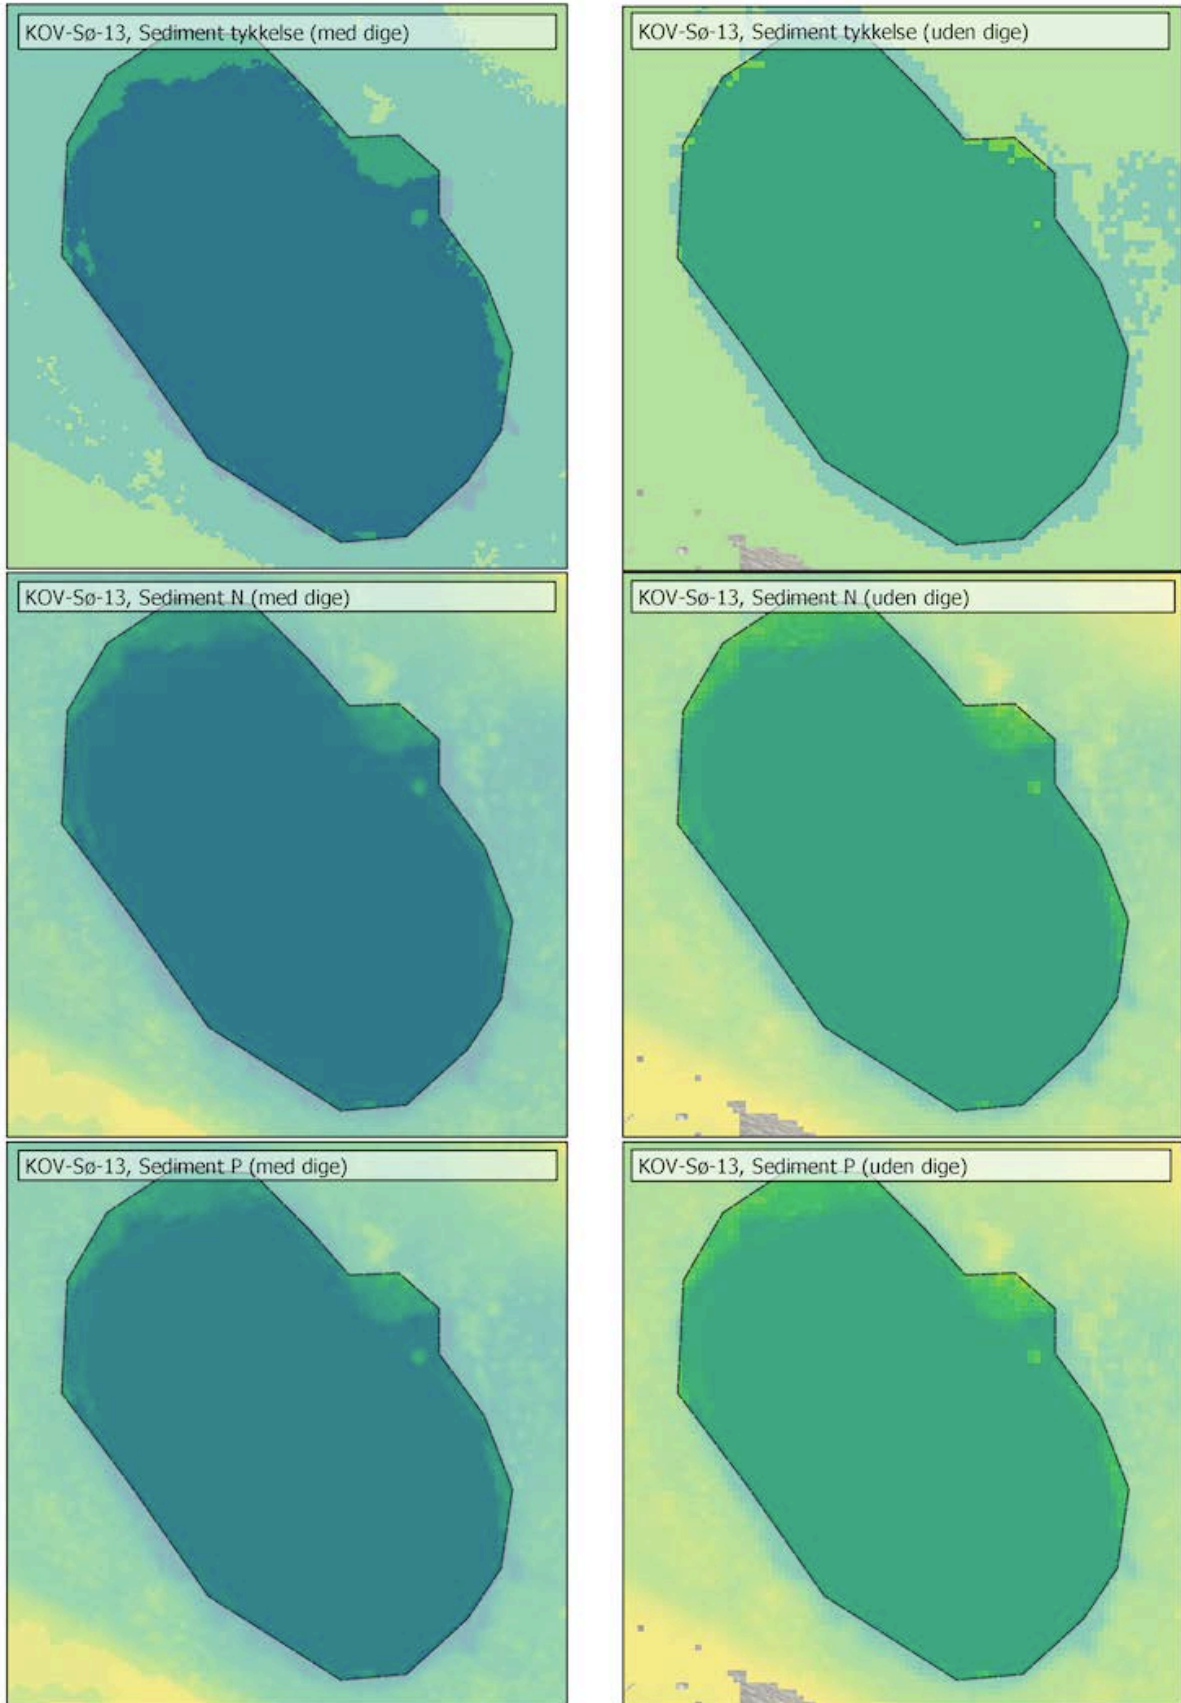 KOV-Sø-13, Sediment tykkelse (med dige)
KOV-Sø-13, Sediment tykkelse (uden dige)
KOV-Sø-13, Sediment N (med dige)
KOV-Sø-13, Sediment N (uden dige)
KOV-Sø-13, Sediment P (med dige)
KOV-Sø-13, Sediment P (uden dige)